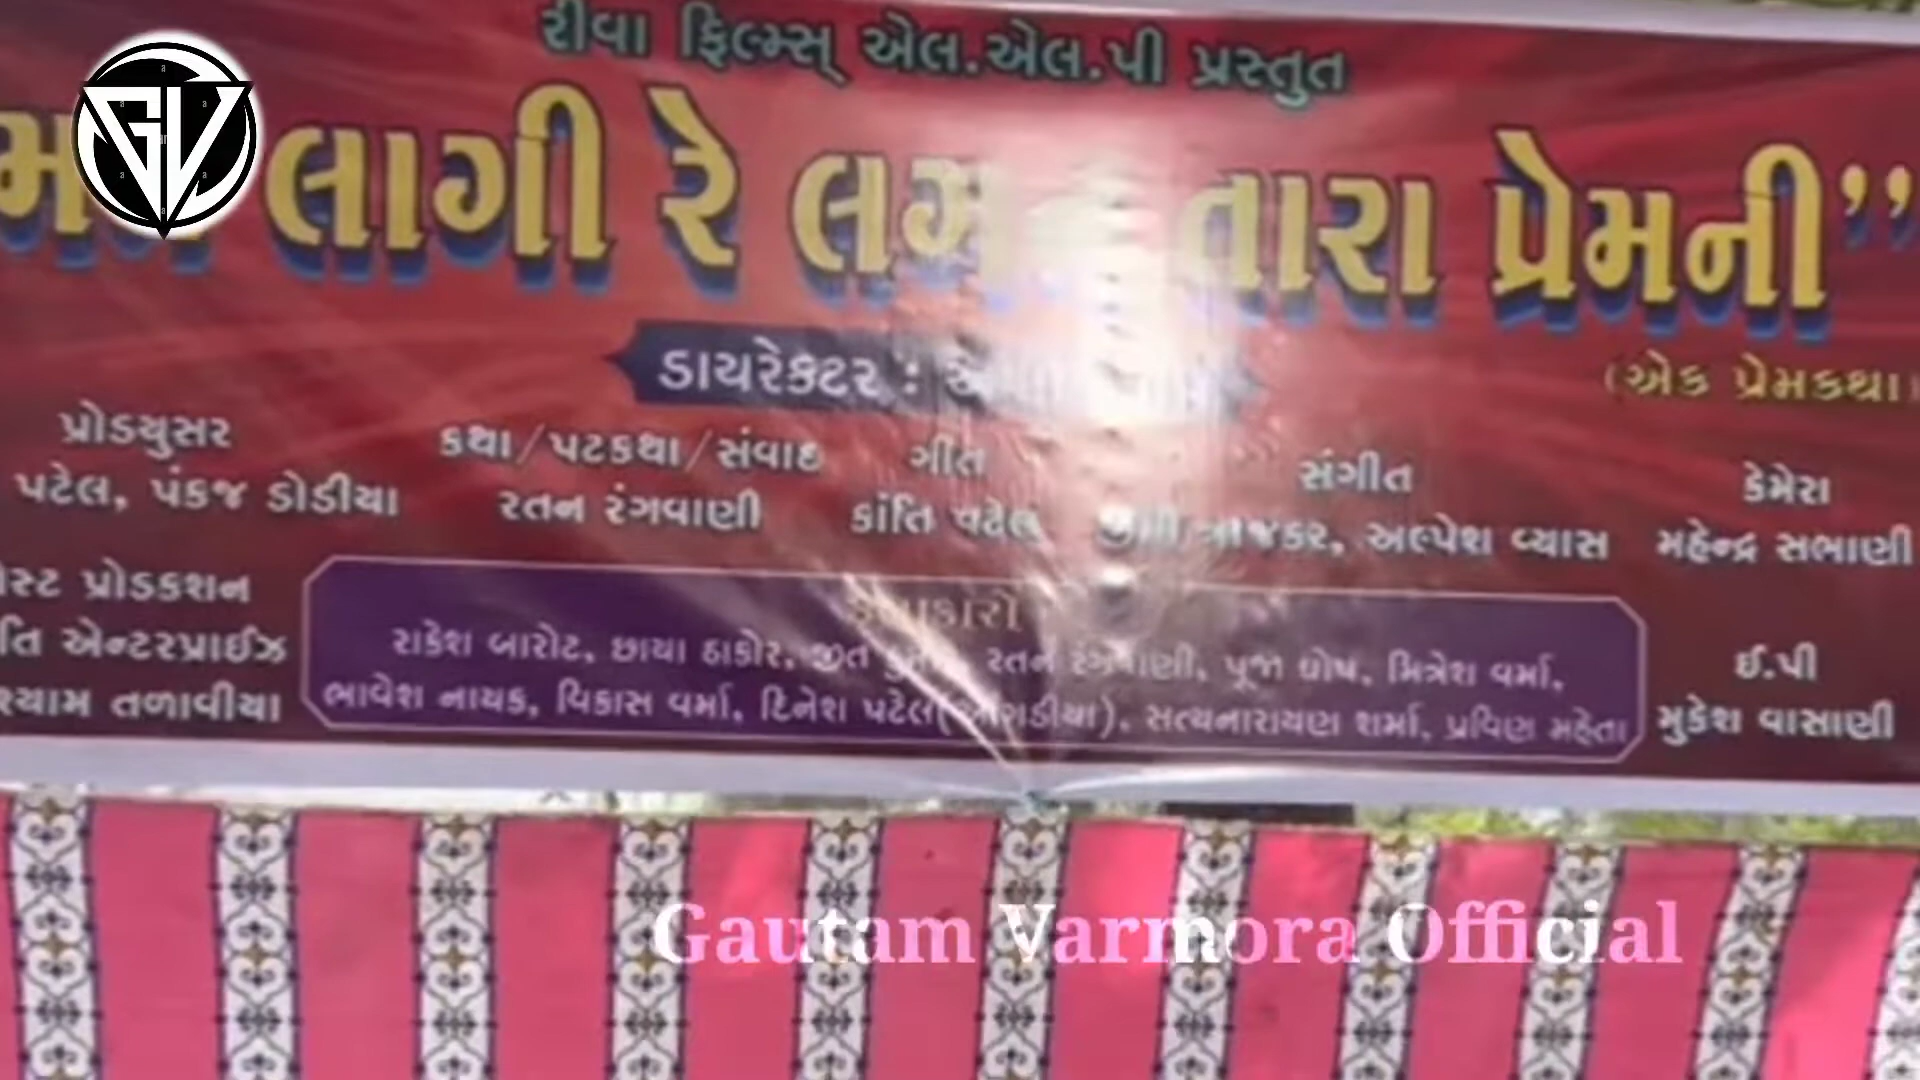 રીવા ફિલ્મ્સ્ એલ.એલ.પી પ્રસ્તુત
GV
લાગી રે તારા પ્રેમની’’
ડાયરેક્ટર :
(એક પ્રેમકથા)
પ્રોડયુસર
પટેલ, પંકજ ડોડીયા
કથા/પટકથા/સંવાદ
રતન રંગવાણી
ગીત
કાંતિ પટેલ
સંગીત
અલ્પેશ વ્યાસ
કેમેરા
મહેન્દ્ર સભાણી
પ્રોડકશન
એન્ટરપ્રાઈઝ
તળાવીયા
રાકેશ બારોટ, છાયા ઠાકોર, જીત રતન રંગવાણી, પૂજા ઘોષ, મિત્રેશ વર્મા,
ભાવેશ નાયક, વિકાસ વર્મા, દિનેશ પટેલ સત્યનારાયણ શર્મા, પ્રવિણ મહેતા
ઈ.પી
મુકેશ વાસાણી
Gautam Varmora Official